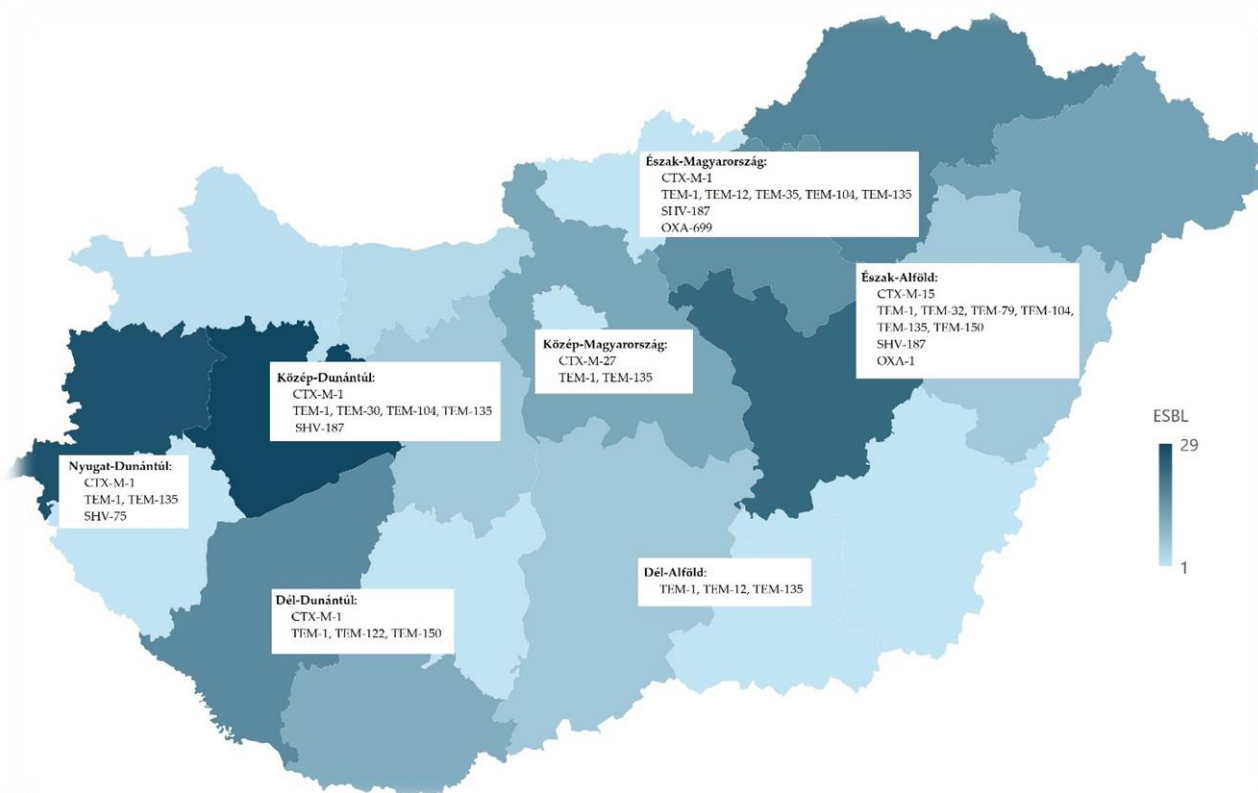 Észak-Magyarország:
CTX-M-1
TEM-1, TEM-12, TEM-35, TEM-104, TEM-135
SHV-187
OXA-699
Észak-Alföld:
CTX-M-15
TEM-1, TEM-32, TEM-79, TEM-104,
TEM-135, TEM-150
SHV-187
OXA-1
Közép-Magyarország:
CTX-M-27
TEM-1, TEM-135
Közép-Dunántúl:
CTX-M-1
TEM-1, TEM-30, TEM-104, TEM-135
SHV-187
Nyugat-Dunántúl:
CTX-M-1
TEM-1, TEM-135
SHV-75
Dél-Dunántúl:
CTX-M-1
TEM-1, TEM-122, TEM-150
Dél-Alföld:
TEM-1, TEM-12, TEM-135
ESBL
29
1